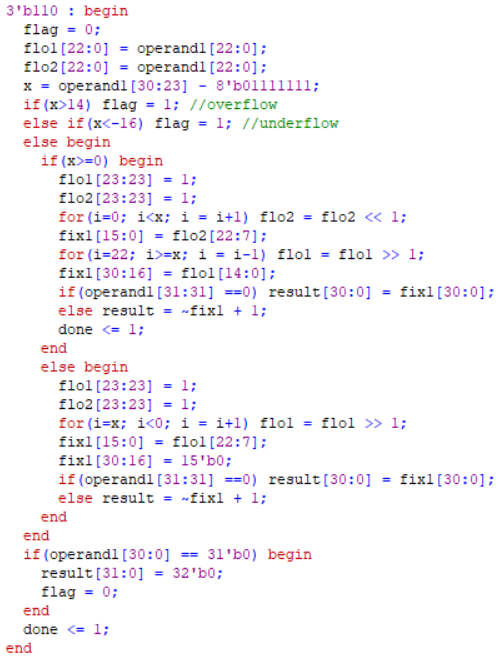 3'b110 : begin
flag = 0;
flo1[22:0] = operand1[22:0];
flo2[22:0] = operand1[22:0];
x = operand1[30:23] - 8'b01111111;
if(x>14) flag = 1; //overflow
else if(x<-16) flag = 1; //underflow
else begin
if(x>=0) begin
flo1[23:23] = 1;
flo2[23:23] = 1;
for(i=0; i<x; i = i+1) flo2 = flo2 << 1;
fix1[15:0] = flo2[22:7];
for(i=22; i>=x; i = i-1) flo1 = flo1 >> 1;
fix1[30:16] = flo1[14:0];
if(operand1[31:31] ==0) result[30:0] = fix1[30:0];
else result = ~fix1 + 1;
done <= 1;
end
else begin
flo1[23:23] = 1;
flo2[23:23] = 1;
for(i=x; i<0; i = i+1) flo1 = flo1 >> 1;
fix1[15:0] = flo1[22:7];
fix1[30:16] = 15'b0;
if(operand1[31:31] ==0) result[30:0] = fix1[30:0];
else result = ~fix1 + 1;
end
end
if(operand1[30:0] == 31'b0) begin
result[31:0] = 32'b0;
flag = 0;
end
done <= 1;
end